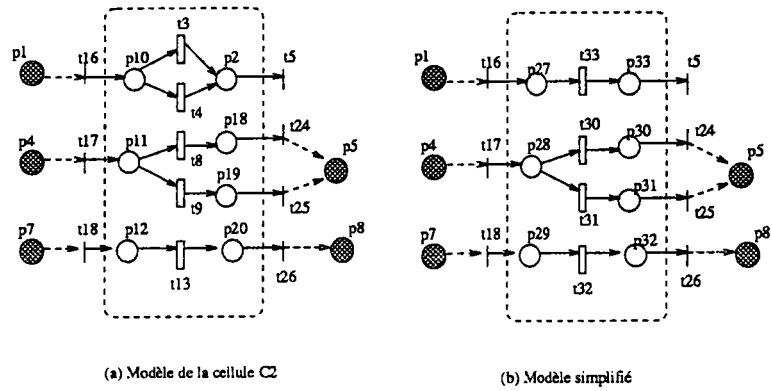 t3
p1 t16 p10 p2 t5
t4
p4 t17 p11 t8 p18 t24
p5
t9 p19 t25
p7 t18 p12 p20 p8
t13 t26
(a) Modèle de la cellule C2
p1 t16 p27 t33 p33 t5
p4 t17 p28 t30 p30 t24
p5
t31 p31 t25
p7 t18 p29 p32 p8
t32 t26
(b) Modèle simplifié